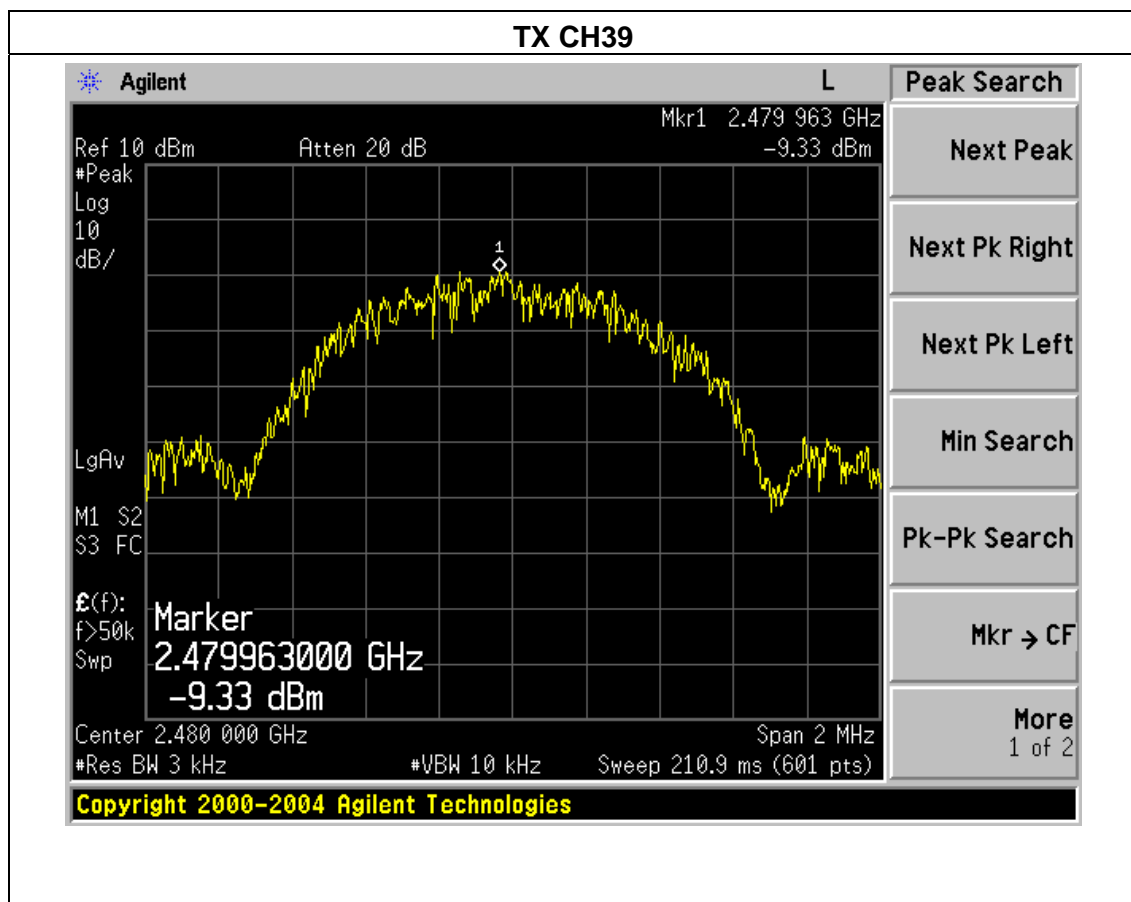 TX CH39
Agilent L Peak Search
Mkr1 2.479 963 GHz
Ref 10 dBm Atten 20 dB -9.33 dBm
#Peak
Log
10
dB/
1
LgAv
M1 S2
S3 FC
£(f):
f>50k
Swp
Marker
2.479963000 GHz
-9.33 dBm
Center 2.480 000 GHz Span 2 MHz
#Res BW 3 kHz #VBW 10 kHz Sweep 210.9 ms (601 pts)
Next Peak
Next Pk Right
Next Pk Left
Min Search
Pk-Pk Search
Mkr → CF
More
1 of 2
Copyright 2000-2004 Agilent Technologies